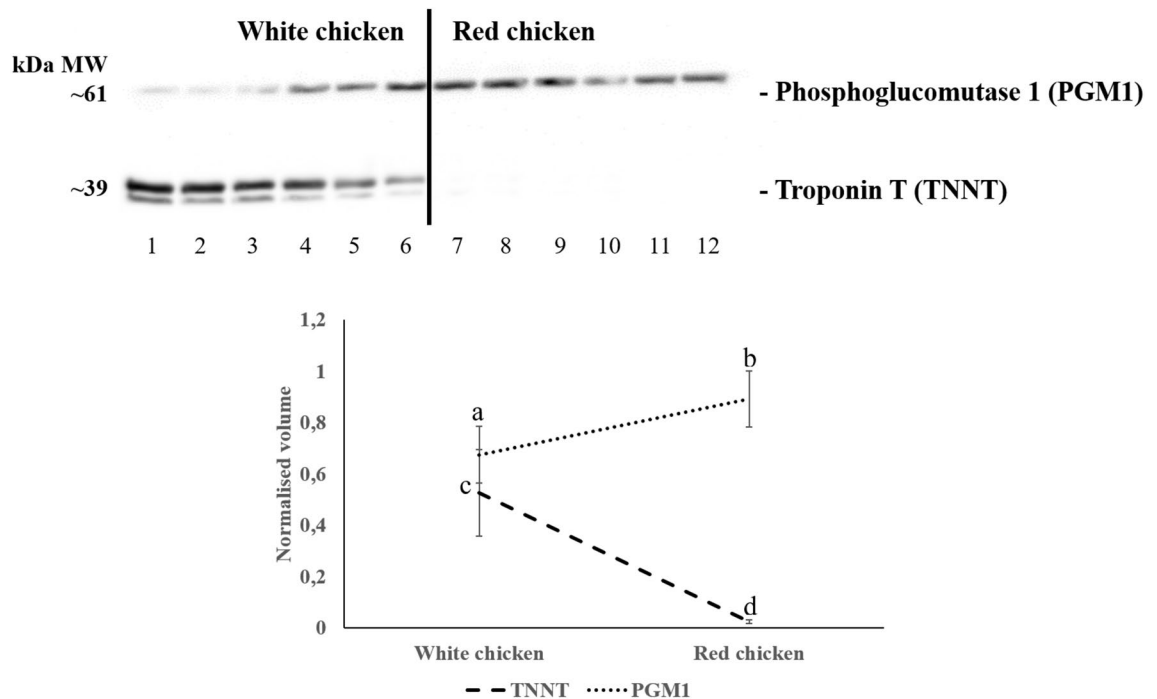 White chicken Red chicken
kDa MW
~61 - Phosphoglucomutase 1 (PGM1)
~39 - Troponin T (TNNT)
1 2 3 4 5 6 7 8 9 10 11 12
1,2
1
0,8
0,6
0,4
0,2
0
Normalised volume
a
b
c
d
White chicken Red chicken
TNNT PGM1